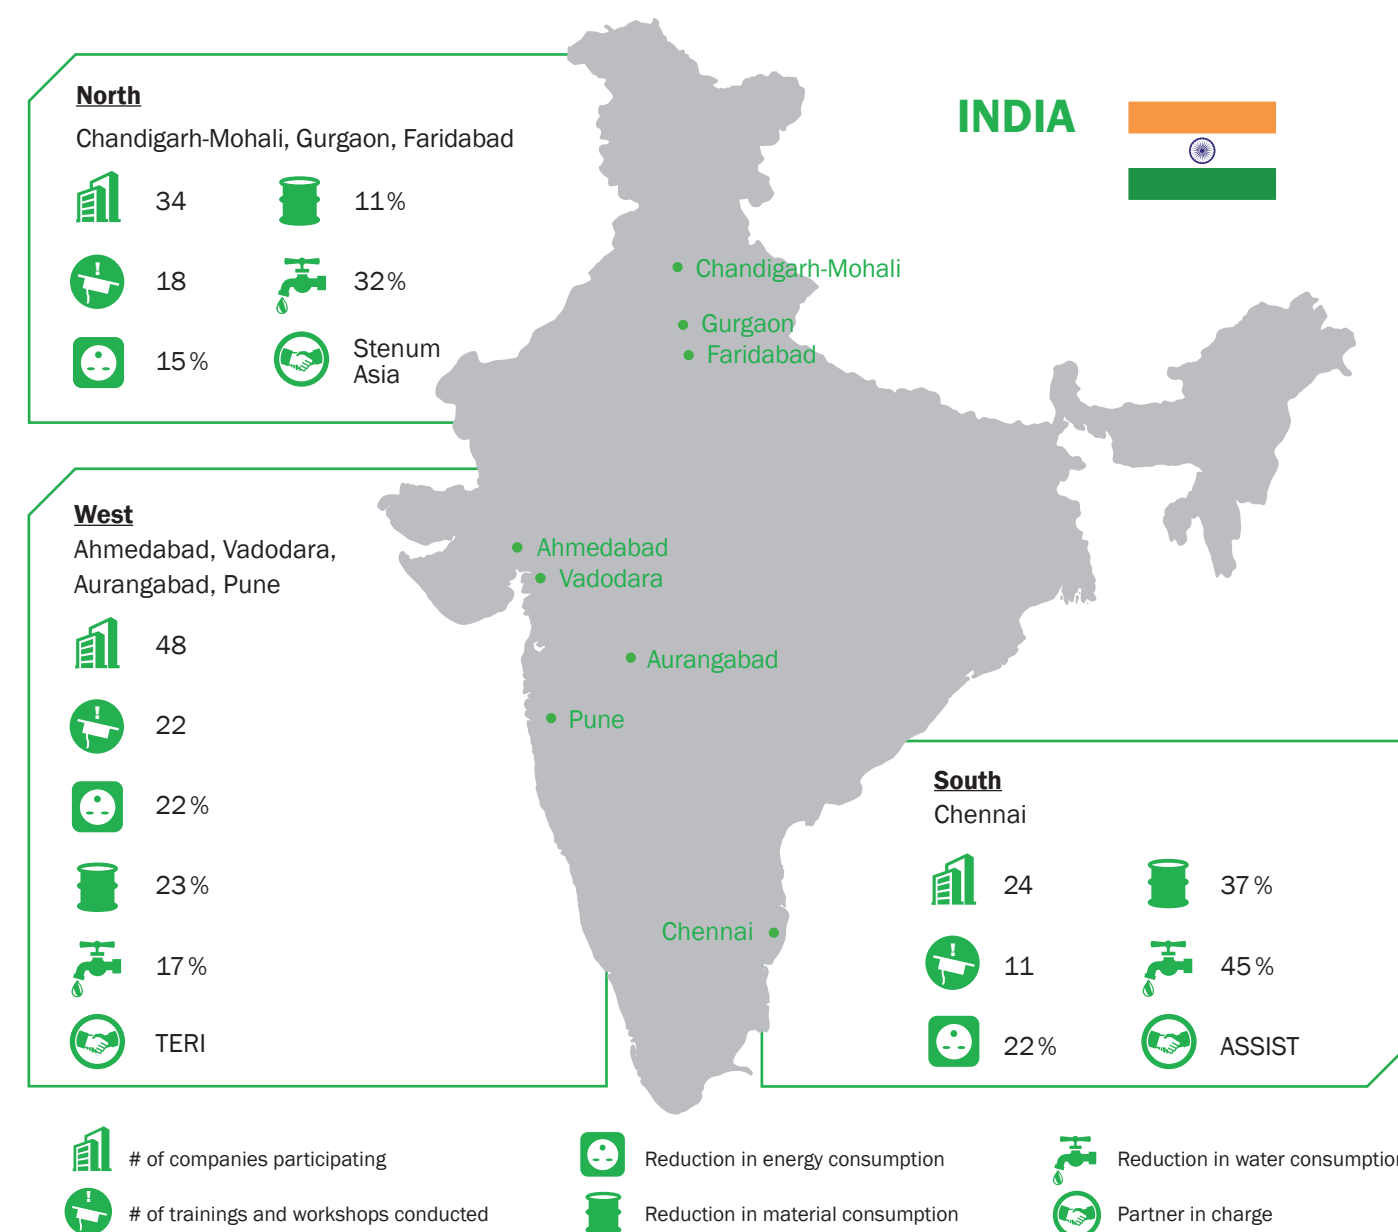 INDIA
North
Chandigarh-Mohali, Gurgaon, Faridabad
34
11%
18
32%
15%
Stenum
Asia
Chandigarh-Mohali
Gurgaon
Faridabad
West
Ahmedabad, Vadodara,
Aurangabad, Pune
48
22
22%
23%
17%
TERI
Ahmedabad
Vadodara
Aurangabad
Pune
Chennai
South
Chennai
24
37%
11
45%
22%
ASSIST
# of companies participating
Reduction in energy consumption
Reduction in water consumption
# of trainings and workshops conducted
Reduction in material consumption
Partner in charge